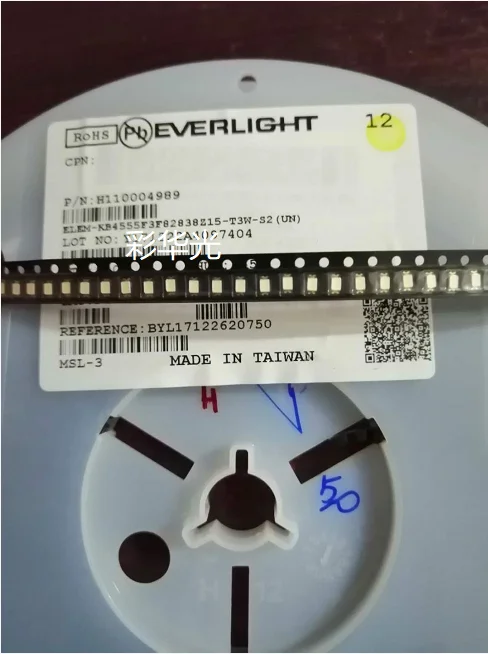 RoHS Pb EVERLIGHT 12
CPN:
P/N:H110004989
ELEM-KB4555F3F82838Z15-T3W-S2(UN)
LOT NO:
彩华光
REFERENCE:BYL17122620750
MSL-3 MADE IN TAIWAN
H
50